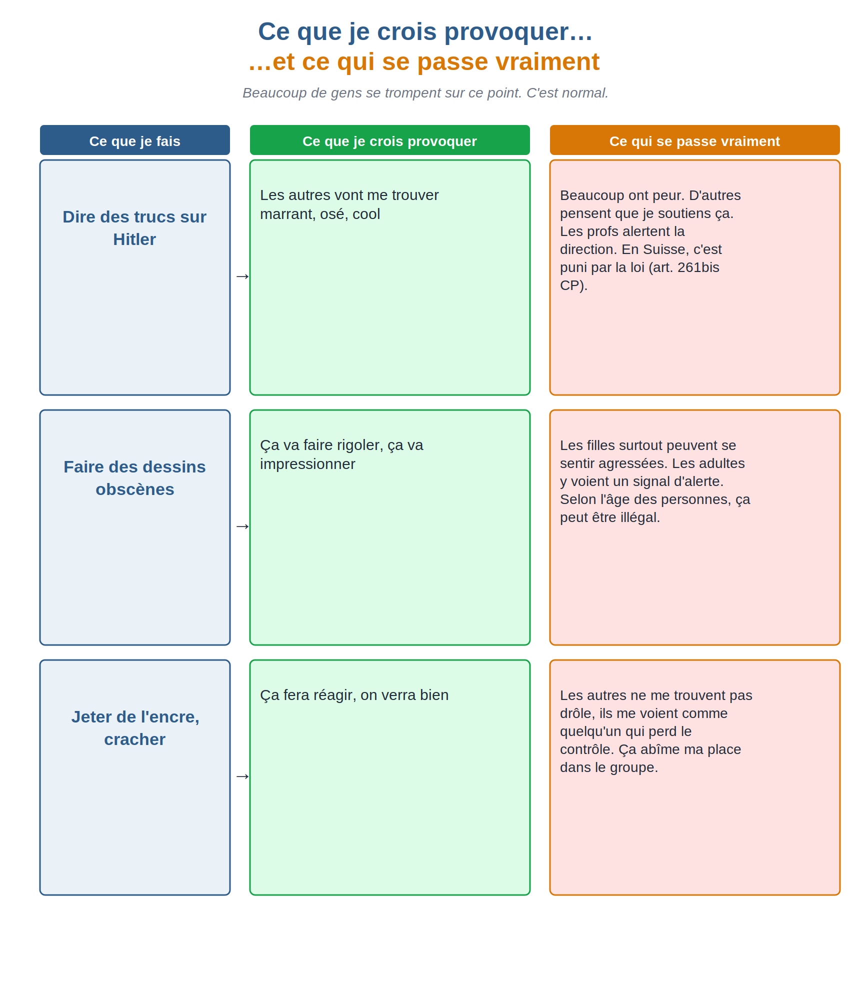 Ce que je crois provoquer…
…et ce qui se passe vraiment
Beaucoup de gens se trompent sur ce point. C'est normal.
Ce que je fais
Ce que je crois provoquer
Ce qui se passe vraiment
Dire des trucs sur
Hitler
→
Les autres vont me trouver
marrant, osé, cool
Beaucoup ont peur. D'autres
pensent que je soutiens ça.
Les profs alertent la
direction. En Suisse, c'est
puni par la loi (art. 261bis
CP).
Faire des dessins
obscènes
→
Ça va faire rigoler, ça va
impressionner
Les filles surtout peuvent se
sentir agressées. Les adultes
y voient un signal d'alerte.
Selon l'âge des personnes, ça
peut être illégal.
Jeter de l'encre,
cracher
→
Ça fera réagir, on verra bien
Les autres ne me trouvent pas
drôle, ils me voient comme
quelqu'un qui perd le
contrôle. Ça abîme ma place
dans le groupe.